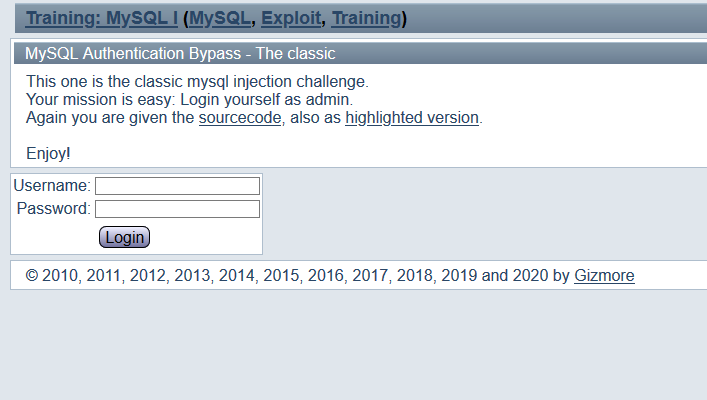 Training: MySQL I (MySQL, Exploit, Training)
MySQL Authentication Bypass - The classic
This one is the classic mysql injection challenge.
Your mission is easy: Login yourself as admin.
Again you are given the sourcecode, also as highlighted version.
Enjoy!
Username:
Password:
Login
© 2010, 2011, 2012, 2013, 2014, 2015, 2016, 2017, 2018, 2019 and 2020 by Gizmore